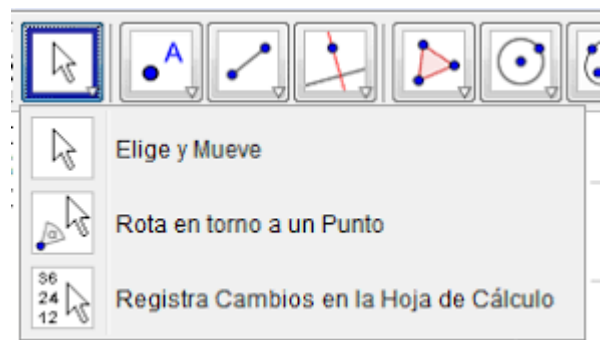 A
Elige y Mueve
Rota en torno a un Punto
36
24
12
Registra Cambios en la Hoja de Cálculo